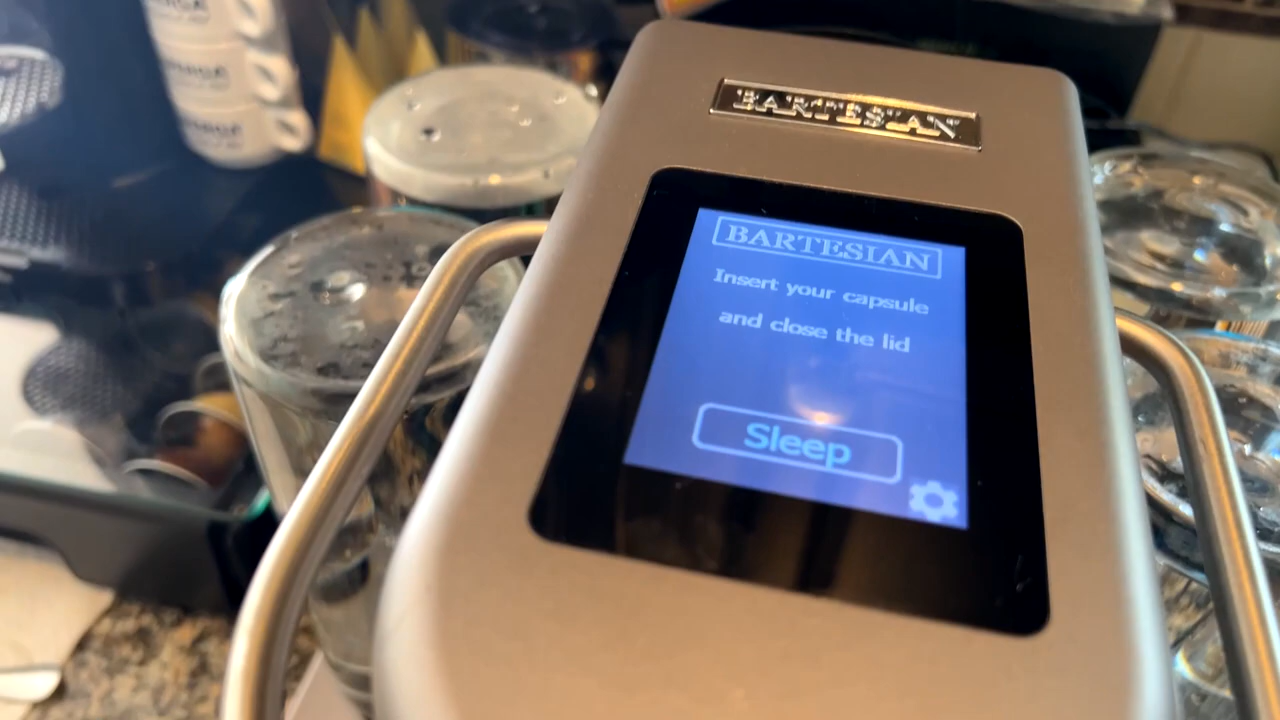 BARTESIAN
BARTESIAN
Insert your capsule
and close the lid
Sleep